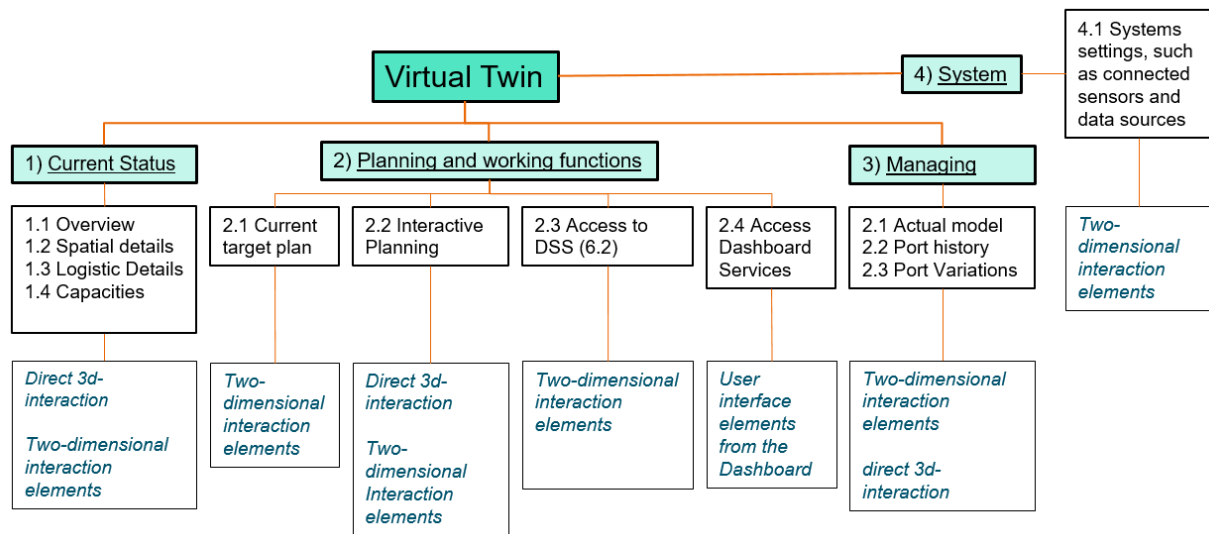 Virtual Twin
4) System
4.1 Systems
settings, such
as connected
sensors and
data sources
1) Current Status
2) Planning and working functions
3) Managing
1.1 Overview
1.2 Spatial details
1.3 Logistic Details
1.4 Capacities
2.1 Current
target plan
2.2 Interactive
Planning
2.3 Access to
DSS (6.2)
2.4 Access
Dashboard
Services
2.1 Actual model
2.2 Port history
2.3 Port Variations
Two-
dimensional
interaction
elements
Direct 3d-
interaction
Two-dimensional
interaction
elements
Two-
dimensional
interaction
elements
Direct 3d-
interaction
Two-
dimensional
Interaction
elements
Two-dimensional
interaction
elements
User
interface
elements
from the
Dashboard
Two-dimensional
interaction
elements
direct 3d-
interaction